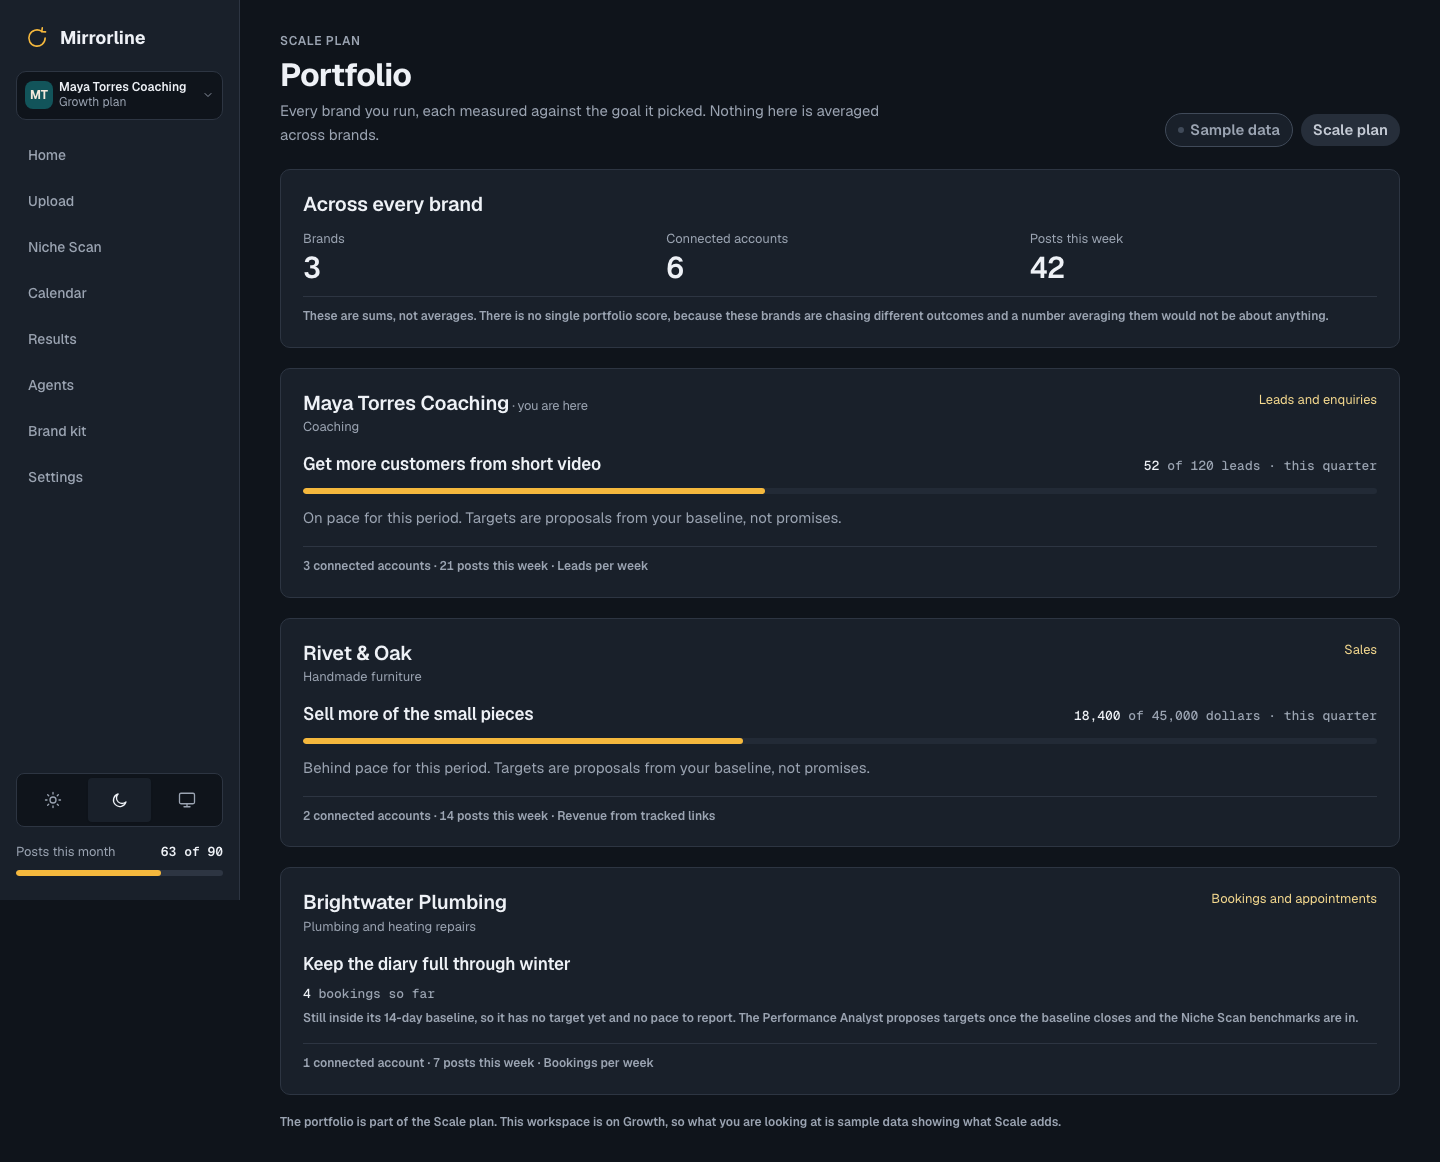 Mirrorline
MT
Maya Torres Coaching
Growth plan
Home
Upload
Niche Scan
Calendar
Results
Agents
Brand kit
Settings
Posts this month
63 of 90
SCALE PLAN
Portfolio
Every brand you run, each measured against the goal it picked. Nothing here is averaged
across brands.
Sample data
Scale plan
Across every brand
Brands
3
Connected accounts
6
Posts this week
42
These are sums, not averages. There is no single portfolio score, because these brands are chasing different outcomes and a number averaging them would not be about anything.
Maya Torres Coaching · you are here
Leads and enquiries
Coaching
Get more customers from short video
52 of 120 leads · this quarter
On pace for this period. Targets are proposals from your baseline, not promises.
3 connected accounts · 21 posts this week · Leads per week
Rivet & Oak
Sales
Handmade furniture
Sell more of the small pieces
18,400 of 45,000 dollars · this quarter
Behind pace for this period. Targets are proposals from your baseline, not promises.
2 connected accounts · 14 posts this week · Revenue from tracked links
Brightwater Plumbing
Bookings and appointments
Plumbing and heating repairs
Keep the diary full through winter
4 bookings so far
Still inside its 14-day baseline, so it has no target yet and no pace to report. The Performance Analyst proposes targets once the baseline closes and the Niche Scan benchmarks are in.
1 connected account · 7 posts this week · Bookings per week
The portfolio is part of the Scale plan. This workspace is on Growth, so what you are looking at is sample data showing what Scale adds.